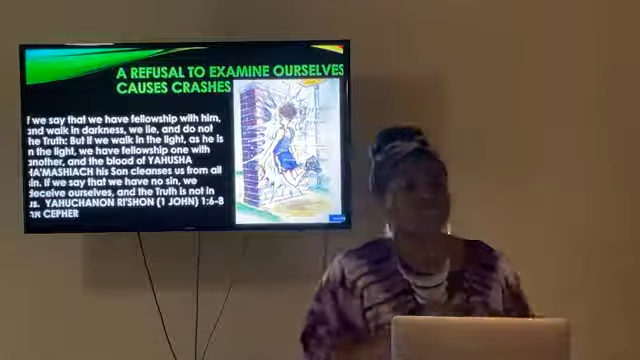 A REFUSAL TO EXAMINE OURSELVES
CAUSES CRASHES
f we say that we have fellowship with him,
and walk in darkness, we lie, and do not
he Truth: But if we walk in the light, as he is
n the light, we have fellowship one with
another, and the blood of YAHUSHA
HA'MASHIACH his Son cleanses us from all
in. If we say that we have no sin, we
deceive ourselves, and the Truth is not in
us. YAHUCHANON RI'SHON (1 JOHN) 1:6-8
CEPHER